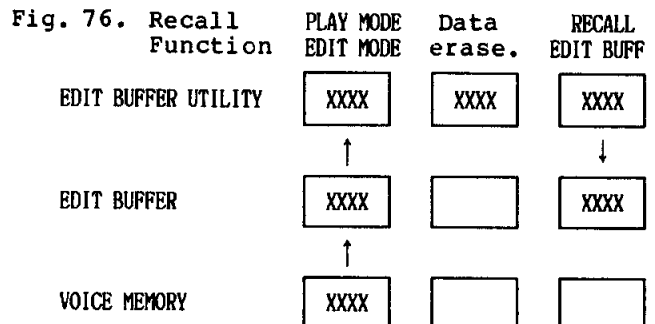 Fig. 76. Recall Function
PLAY MODE EDIT MODE
Data erase.
RECALL EDIT BUFF
EDIT BUFFER UTILITY XXXX XXXX XXXX
EDIT BUFFER XXXX XXXX
VOICE MEMORY XXXX